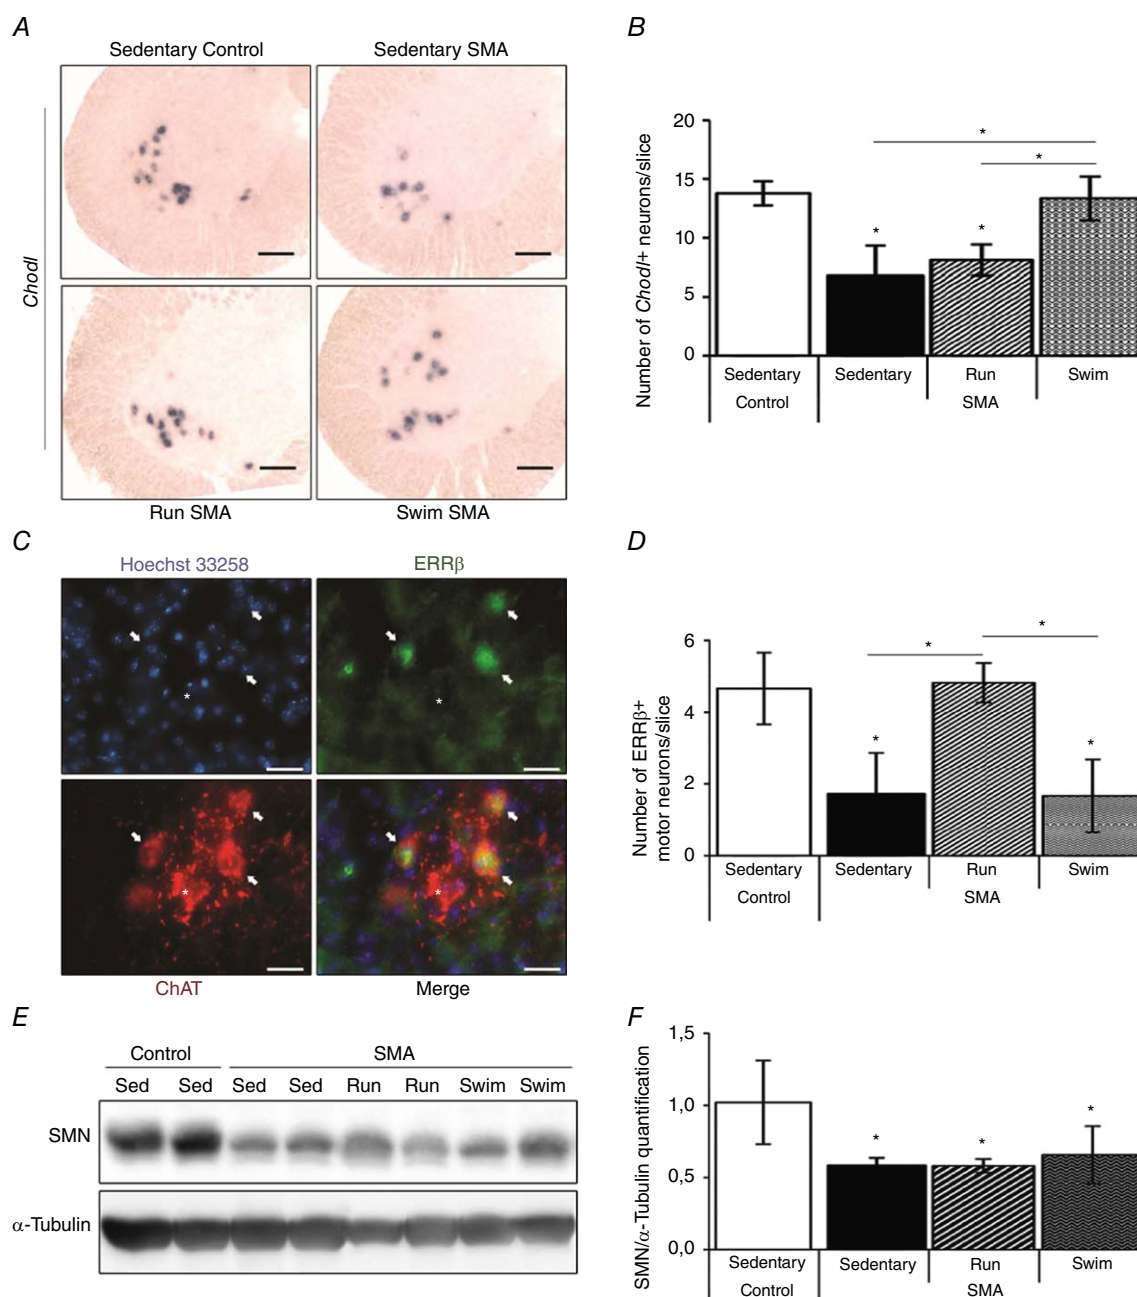 A
Sedentary Control
Sedentary SMA
Chodl
Run SMA
Swim SMA
B
Number of Chodl+ neurons/slice
20
15
10
5
0
*
*
*
*
Sedentary
Sedentary
Run
Swim
Control
SMA
C
Hoechst 33258
ERRβ
*
*
*
*
ChAT
Merge
D
Number of ERRβ+
motor neurons/slice
6
4
2
0
*
*
*
*
Sedentary
Sedentary
Run
Swim
Control
SMA
E
Control
SMA
Sed Sed Sed Sed Run Run Swim Swim
SMN
α-Tubulin
F
SMN/α-Tubulin quantification
1,5
1,0
0,5
0,0
*
*
*
Sedentary
Sedentary
Run
Swim
Control
SMA